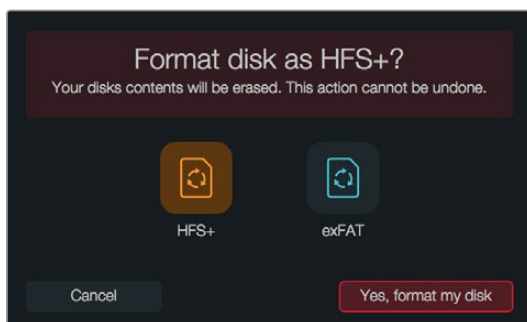 Format disk as HFS+?
Your disks contents will be erased. This action cannot be undone.
HFS+
exFAT
Cancel
Yes, format my disk